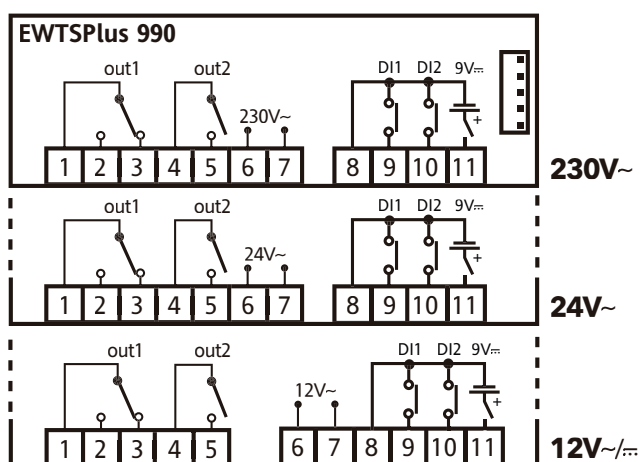 EWTSPlus 990
out1 out2 DI1 DI2 9V⎓
230V~ +
1 2 3 4 5 6 7 8 9 10 11 230V~
out1 out2 DI1 DI2 9V⎓
24V~ +
1 2 3 4 5 6 7 8 9 10 11 24V~
out1 out2 DI1 DI2 9V⎓
12V~ +
1 2 3 4 5 6 7 8 9 10 11 12V~/⎓